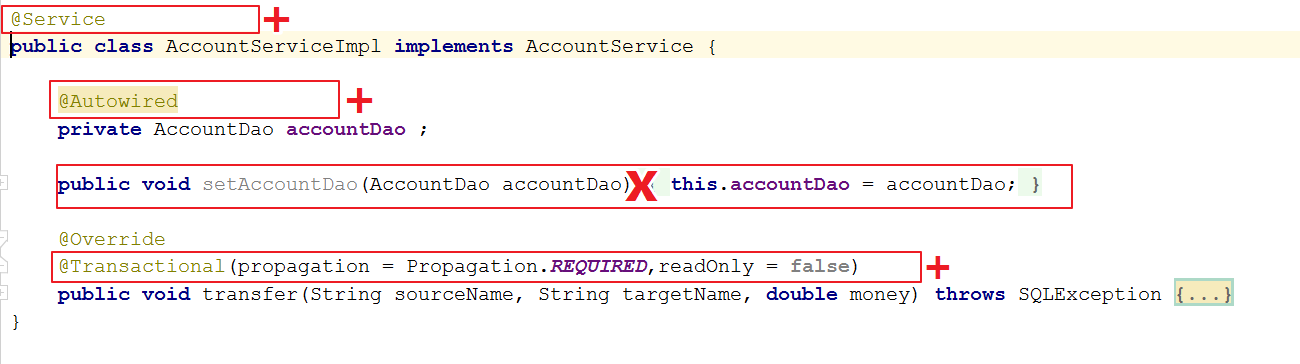 @Service +
public class AccountServiceImpl implements AccountService {
@Autowired +
private AccountDao accountDao ;
public void setAccountDao(AccountDao accountDao) X this.accountDao = accountDao; }
@Override
@Transactional(propagation = Propagation.REQUIRED,readOnly = false) +
public void transfer(String sourceName, String targetName, double money) throws SQLException {...}
}